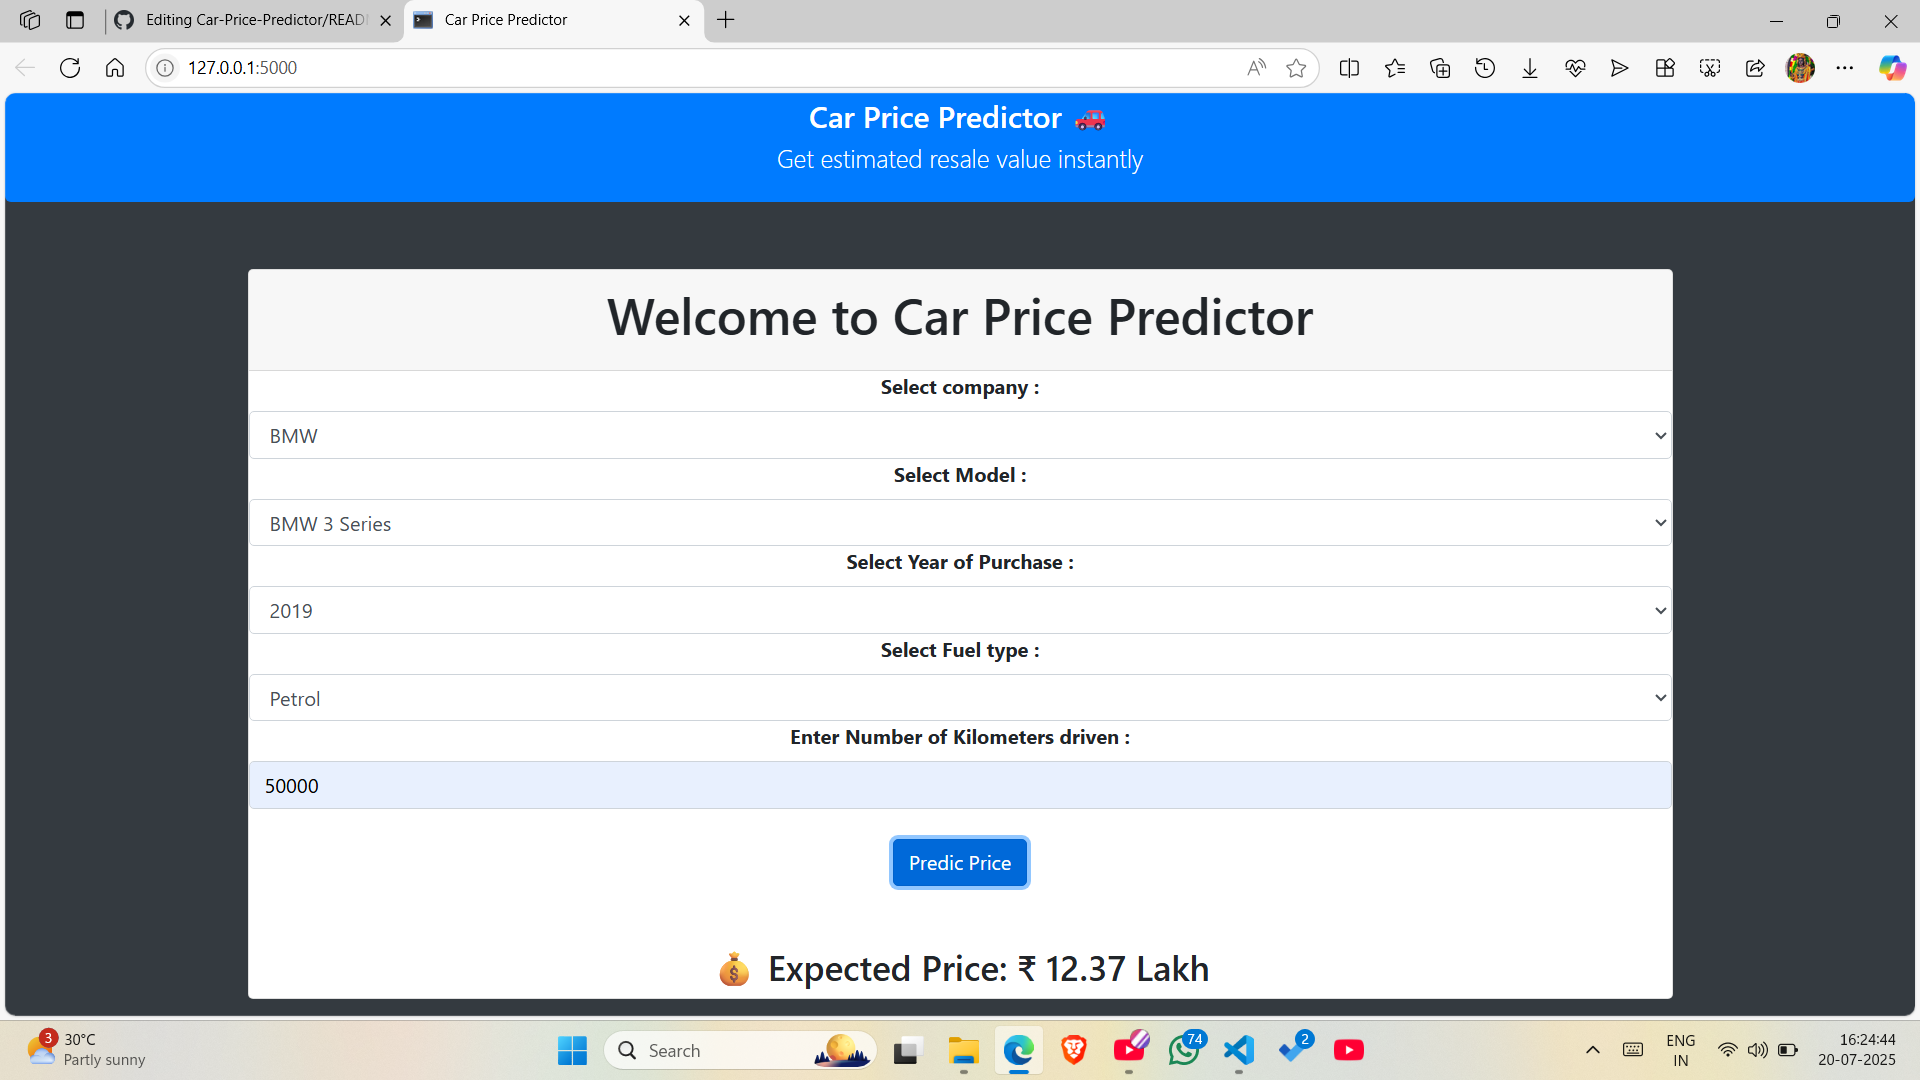 Editing Car-Price-Predictor/READ
Car Price Predictor
127.0.0.1:5000
Car Price Predictor 🚗
Get estimated resale value instantly
Welcome to Car Price Predictor
Select company :
BMW
Select Model :
BMW 3 Series
Select Year of Purchase :
2019
Select Fuel type :
Petrol
Enter Number of Kilometers driven :
50000
Predic Price
💰 Expected Price: ₹ 12.37 Lakh
3
30°C
Partly sunny
Search
74
2
ENG
IN
16:24:44
20-07-2025